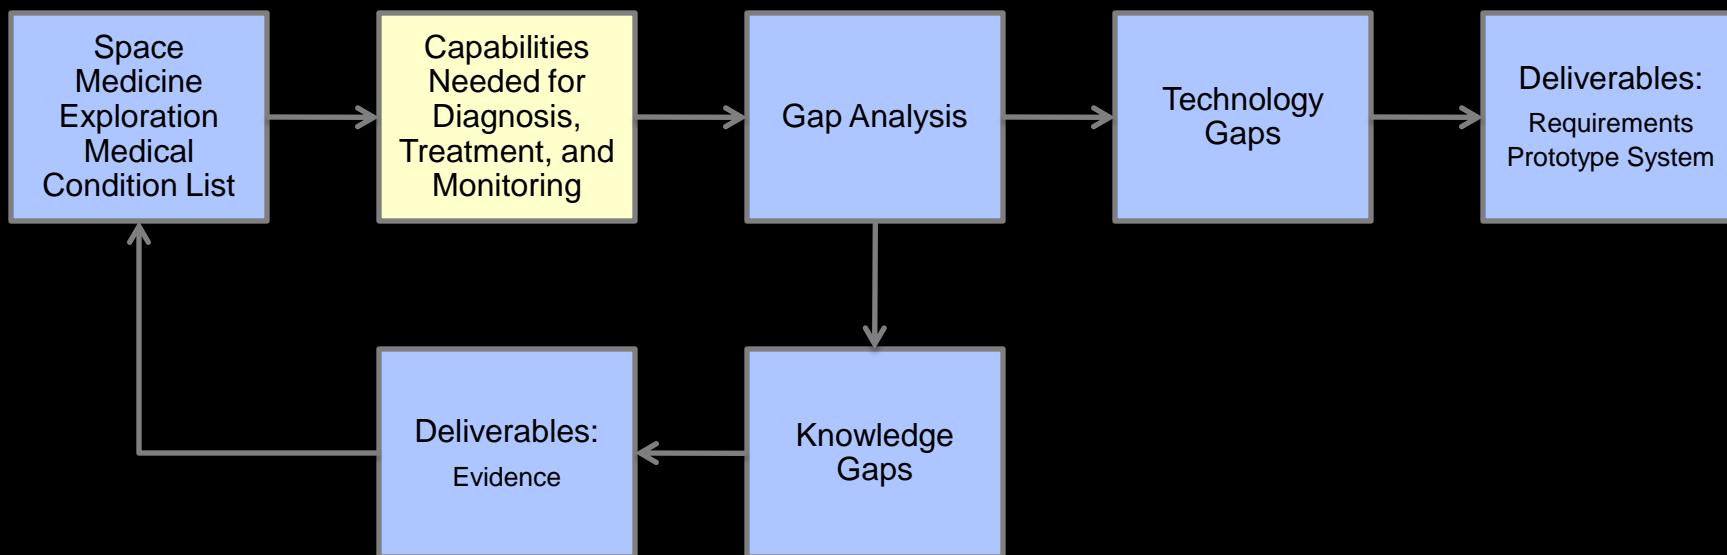 Space
Medicine
Exploration
Medical
Condition List
Capabilities
Needed for
Diagnosis,
Treatment, and
Monitoring
Gap Analysis
Technology
Gaps
Deliverables:
Requirements
Prototype System
Deliverables:
Evidence
Knowledge
Gaps